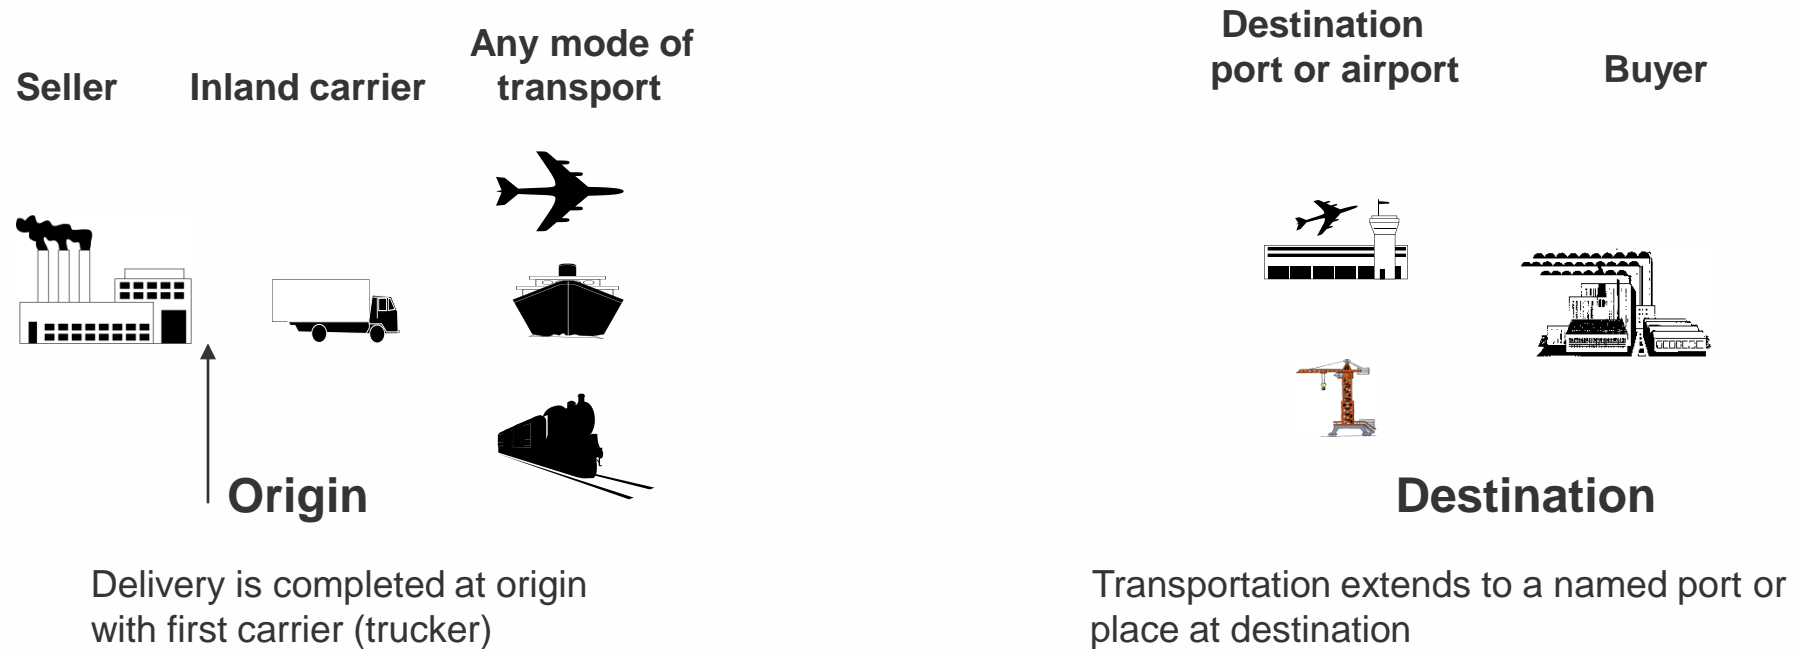 Seller
Inland carrier
Any mode of
transport
Destination
port or airport
Buyer
Origin
Destination
Delivery is completed at origin
with first carrier (trucker)
Transportation extends to a named port or
place at destination